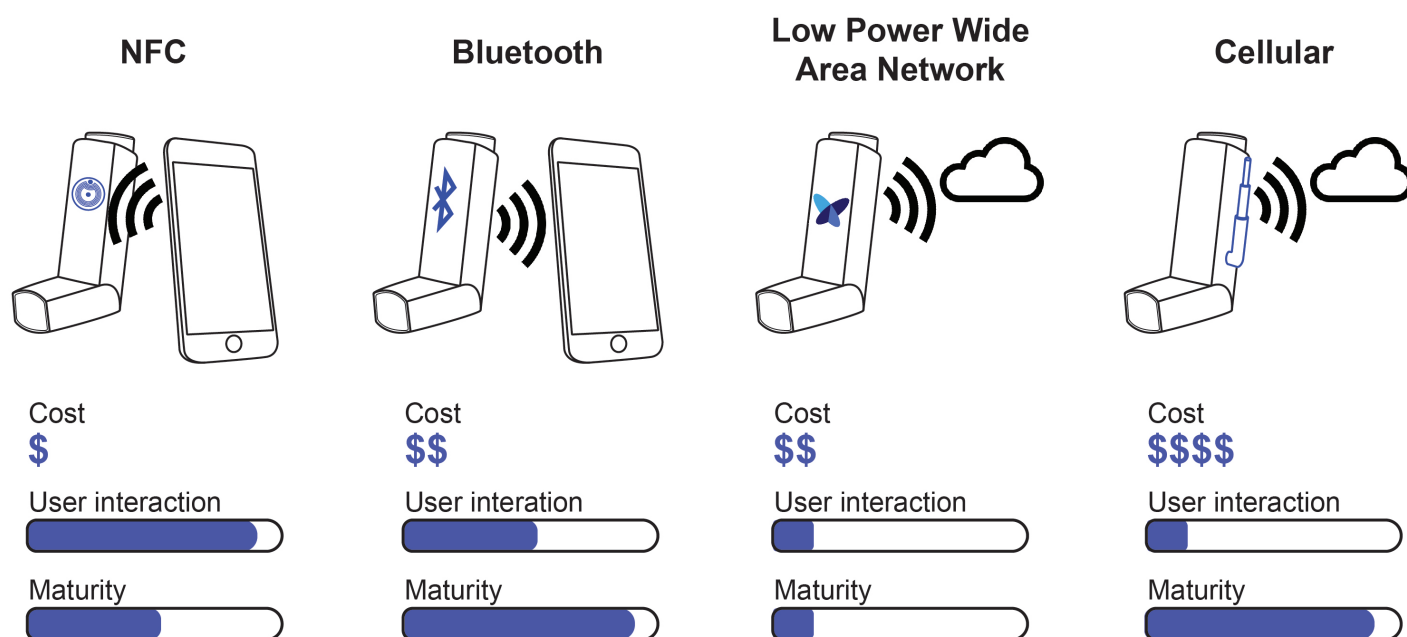 NFC
Bluetooth
Low Power Wide
Area Network
Cellular
Cost
$
User interaction
Maturity
Cost
$$
User interation
Maturity
Cost
$$
User interaction
Maturity
Cost
$$$$
User interaction
Maturity